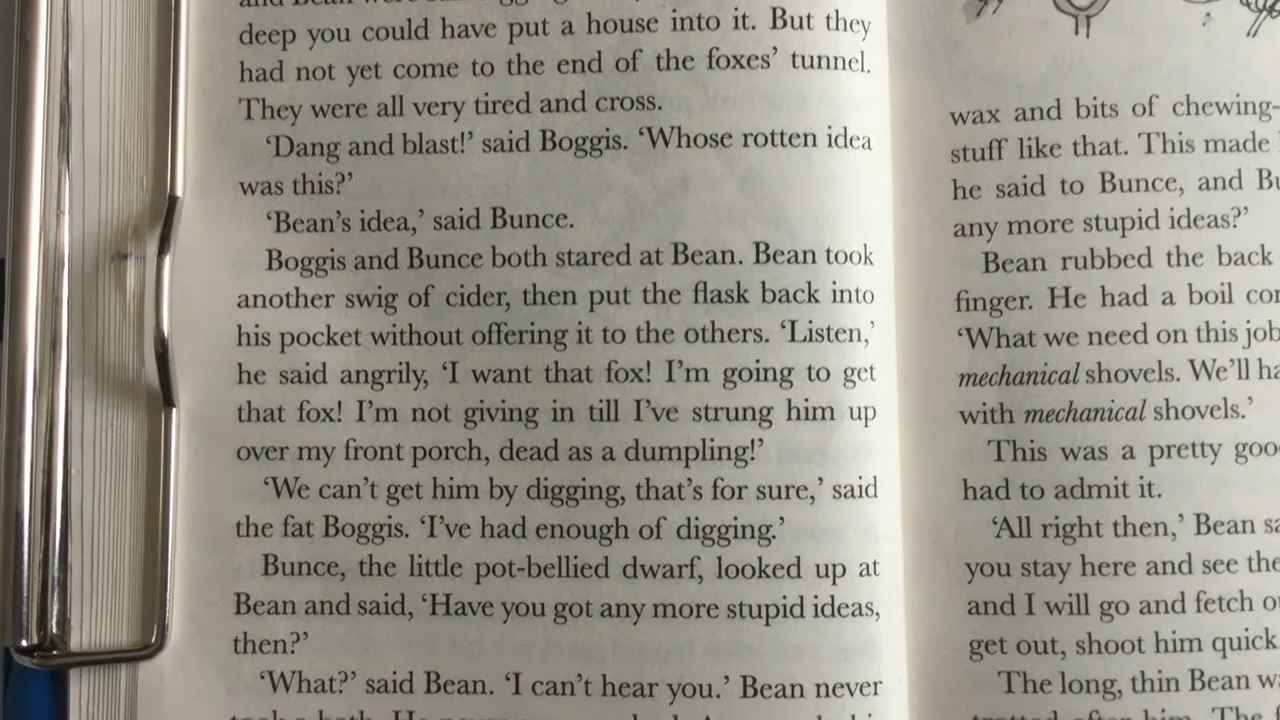 deep you could have put a house into it. But they
had not yet come to the end of the foxes’ tunnel.
They were all very tired and cross.
‘Dang and blast!’ said Boggis. ‘Whose rotten idea
was this?’
‘Bean’s idea,’ said Bunce.
Boggis and Bunce both stared at Bean. Bean took
another swig of cider, then put the flask back into
his pocket without offering it to the others. ‘Listen,’
he said angrily, ‘I want that fox! I’m going to get
that fox! I’m not giving in till I’ve strung him up
over my front porch, dead as a dumpling!’
‘We can’t get him by digging, that’s for sure,’ said
the fat Boggis. ‘I’ve had enough of digging.’
Bunce, the little pot-bellied dwarf, looked up at
Bean and said, ‘Have you got any more stupid ideas,
then?’
‘What?’ said Bean. ‘I can’t hear you.’ Bean never
wax and bits of chewing-
stuff like that. This made
he said to Bunce, and
any more stupid ideas?’
Bean rubbed the back
finger. He had a boil
‘What we need on this job
mechanical shovels. We’ll
with mechanical shovels.’
This was a pretty
had to admit it.
‘All right then,’ Bean
you stay here and see the
and I will go and fetch
get out, shoot him quick.
The long, thin Bean